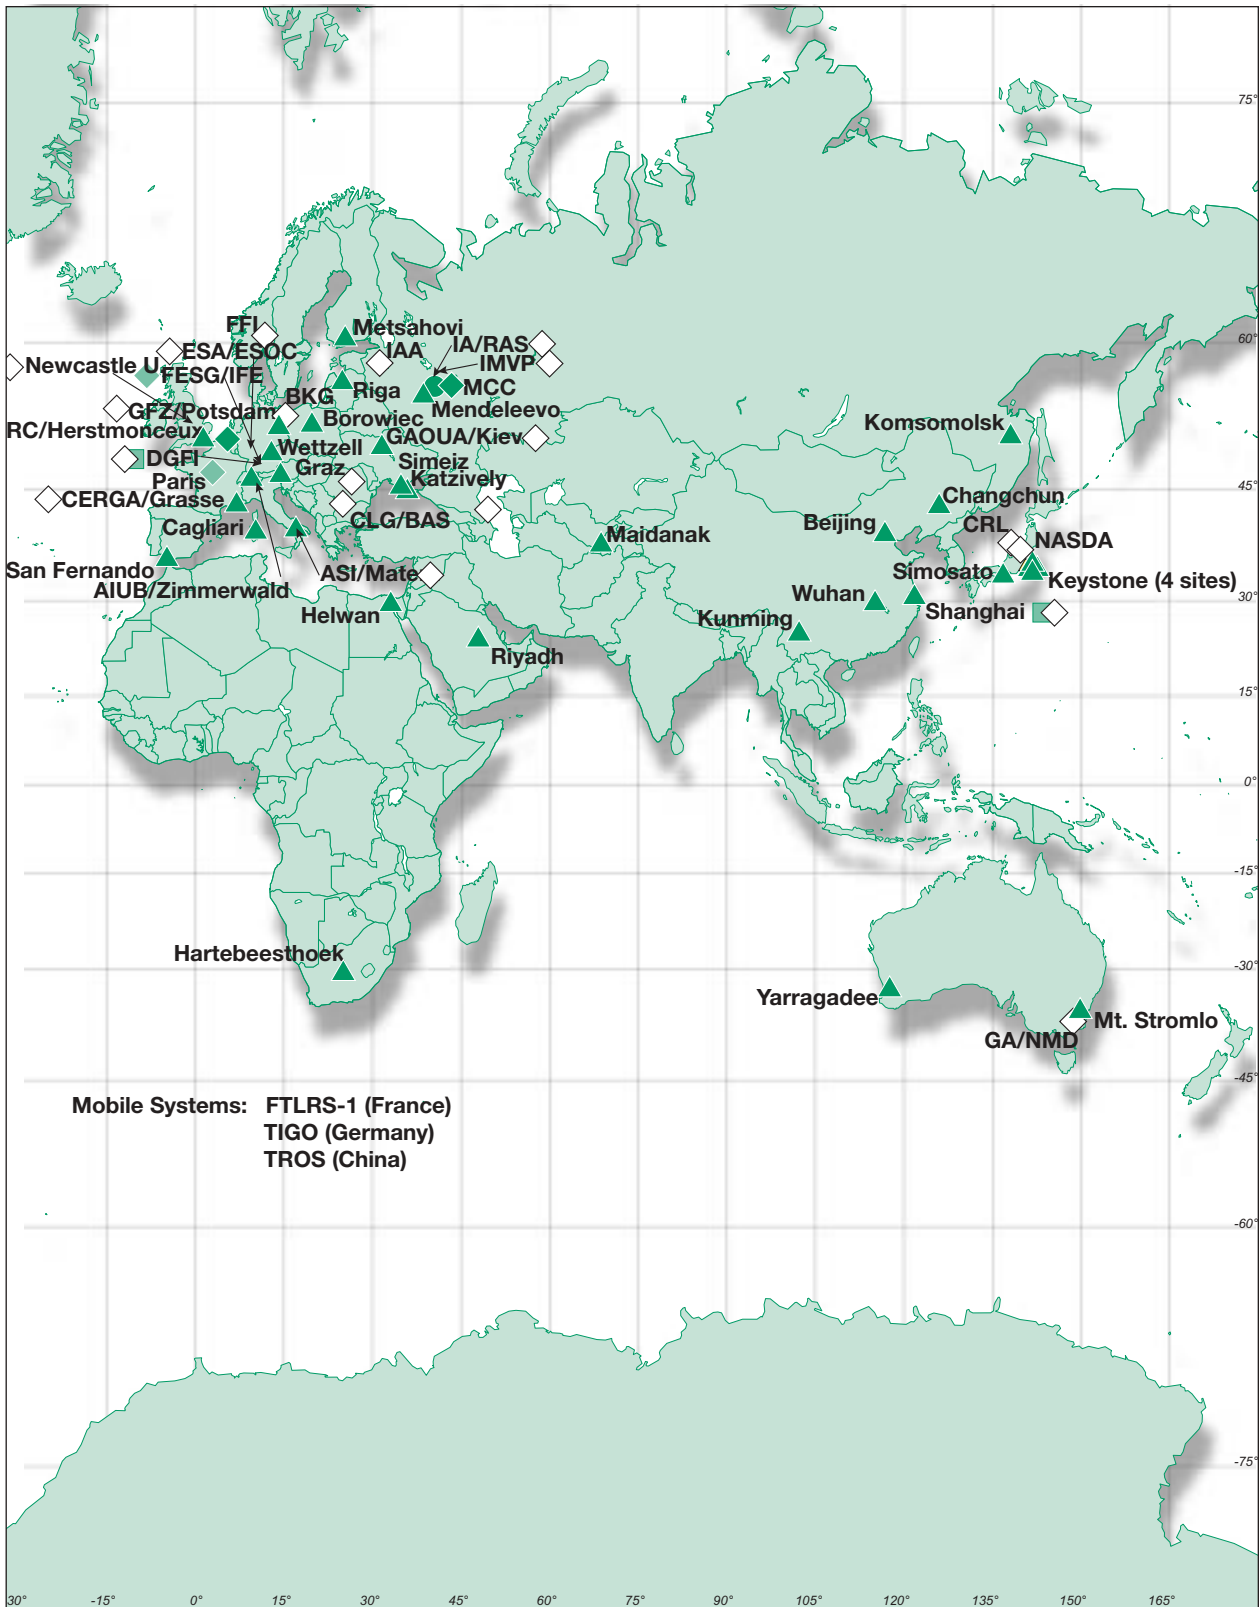 75°
FFI
Metsahovi
IA/RAS
60°
ESA/ESOC
IAA
IMVP
Newcastle U.
FESG/IFE
BKG
Riga
MCC
GFZ/Potsdam
Mendeleevo
Borowiec
RC/Herstmonceux
GAOUA/Kiev
Komsomolsk
DGFI
Wettzell
Simeiz
Paris
Graz
Katzively
45°
CERGA/Grasse
Changchun
CLG/BAS
Beijing
CRL
Cagliari
Maidanak
NASDA
San Fernando
ASI/Mate
Simosato
Keystone (4 sites)
AIUB/Zimmerwald
Wuhan
30°
Helwan
Kunming
Shanghai
Riyadh
15°
0°
-15°
Hartebeesthoek
-30°
Yarragadee
Mt. Stromlo
GA/NMD
-45°
Mobile Systems: FTLRS-1 (France)
TIGO (Germany)
TROS (China)
-60°
-75°
30° -15° 0° 15° 30° 45° 60° 75° 90° 105° 120° 135° 150° 165°